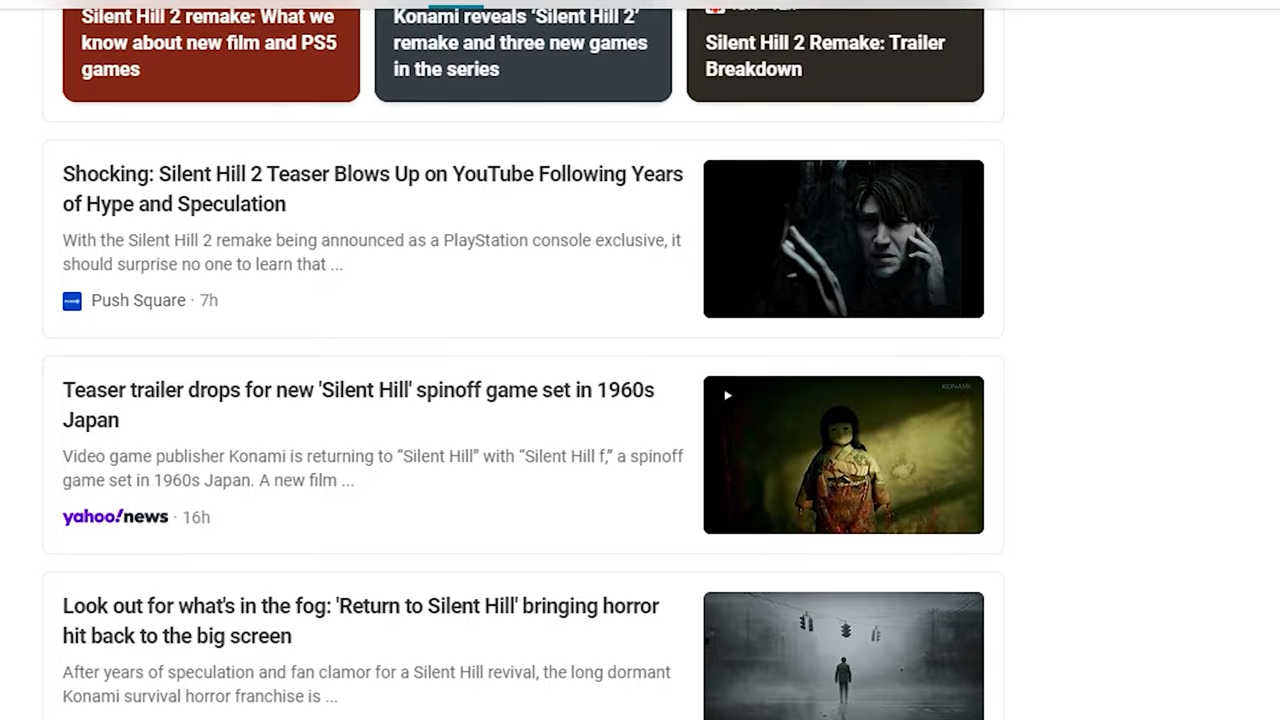 Silent Hill 2 remake: What we
know about new film and PS5
games
Konami reveals ‘Silent Hill 2’
remake and three new games
in the series
Silent Hill 2 Remake: Trailer
Breakdown
Shocking: Silent Hill 2 Teaser Blows Up on YouTube Following Years
of Hype and Speculation
With the Silent Hill 2 remake being announced as a PlayStation console exclusive, it
should surprise no one to learn that ...
Push Square · 7h
Teaser trailer drops for new 'Silent Hill' spinoff game set in 1960s
Japan
KONAMI
Video game publisher Konami is returning to “Silent Hill” with “Silent Hill f,” a spinoff
game set in 1960s Japan. A new film ...
yahoo!news · 16h
Look out for what's in the fog: 'Return to Silent Hill' bringing horror
hit back to the big screen
After years of speculation and fan clamor for a Silent Hill revival, the long dormant
Konami survival horror franchise is ...